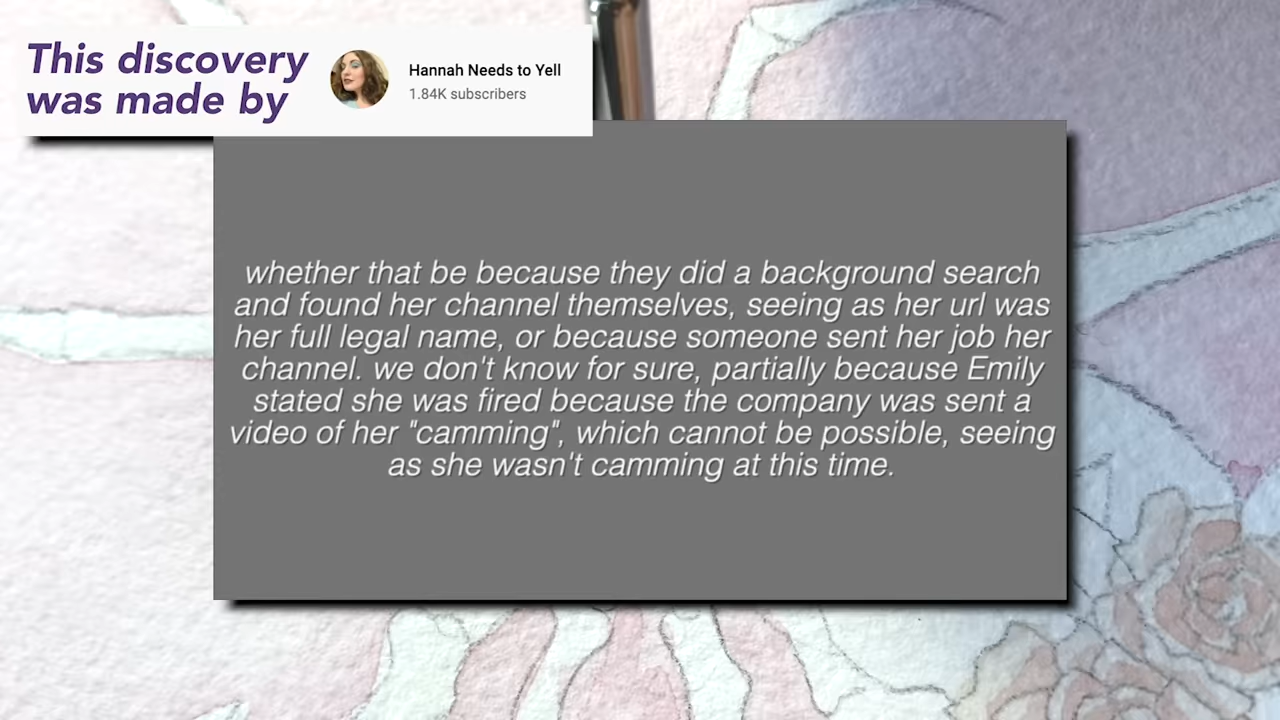 This discovery
was made by
Hannah Needs to Yell
1.84K subscribers
whether that be because they did a background search
and found her channel themselves, seeing as her url was
her full legal name, or because someone sent her job her
channel. we don't know for sure, partially because Emily
stated she was fired because the company was sent a
video of her "camming", which cannot be possible, seeing
as she wasn't camming at this time.